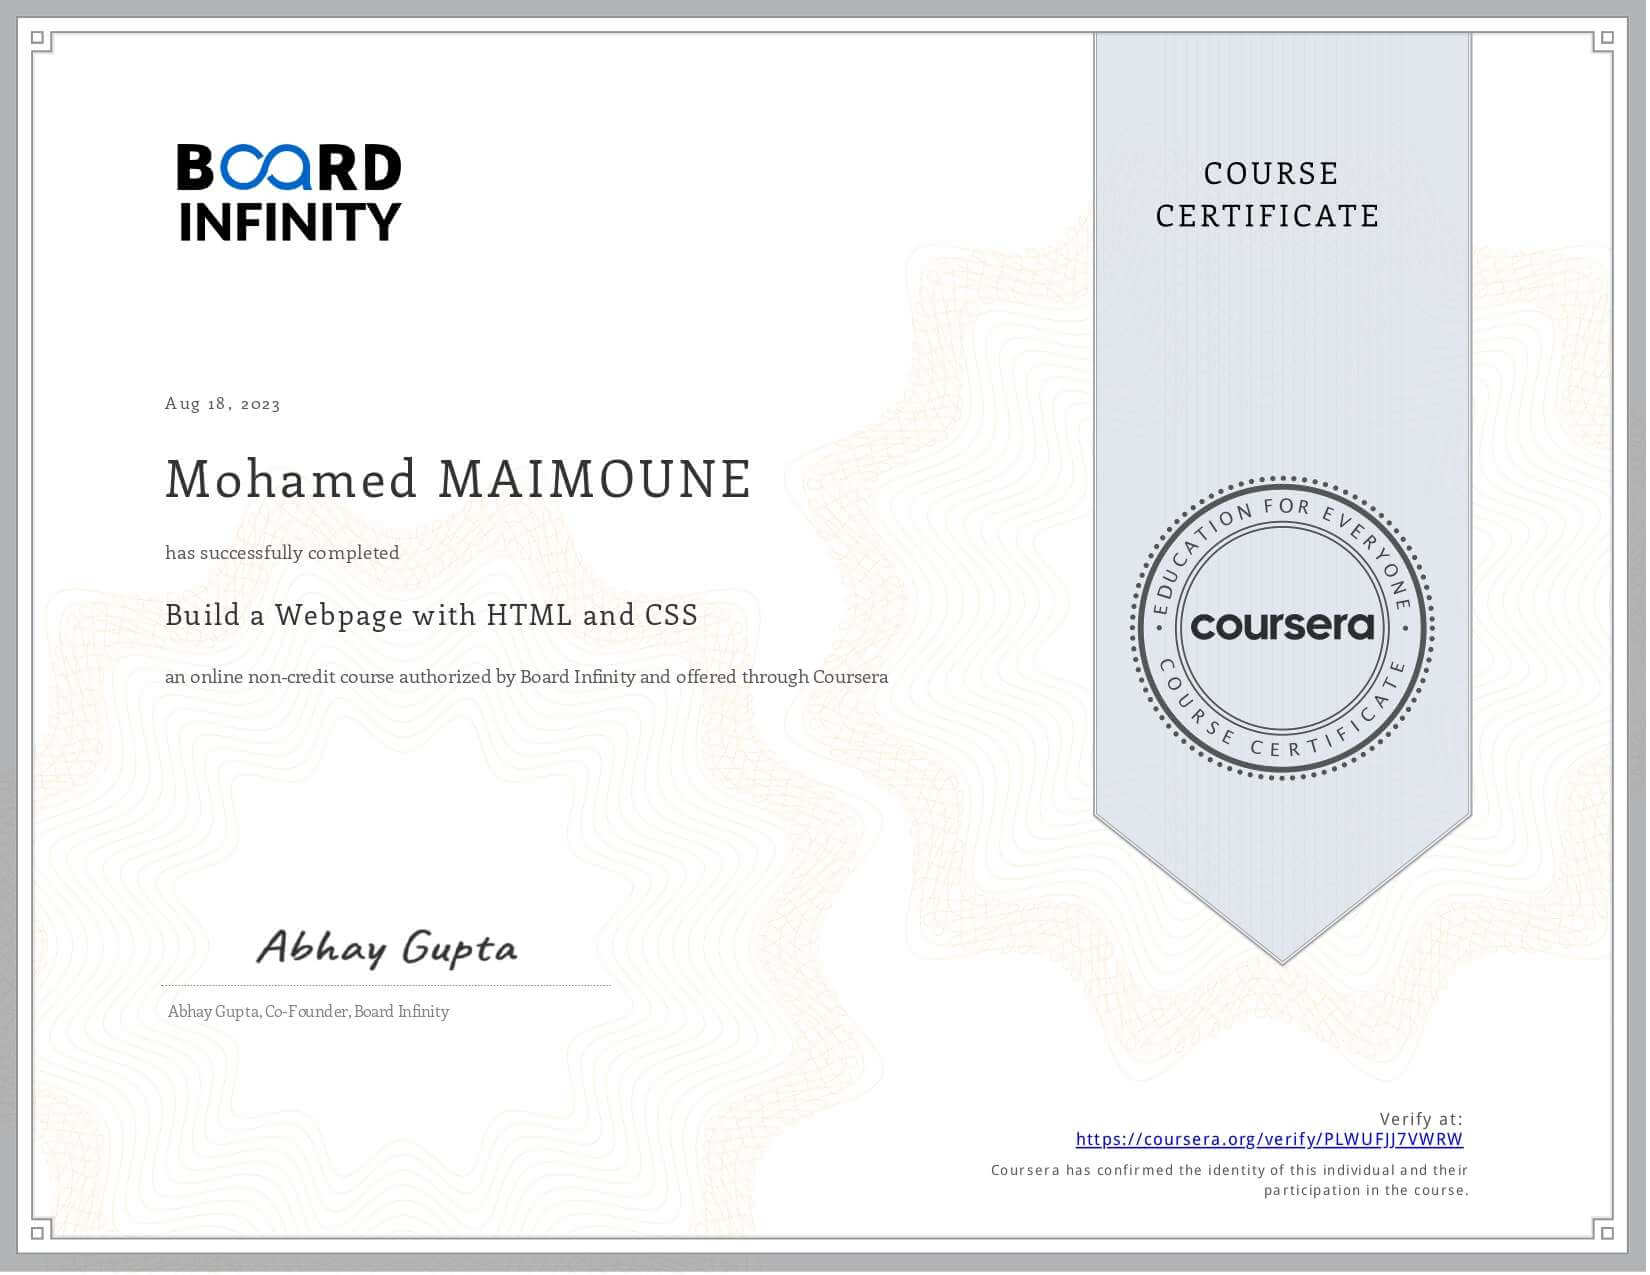 BOARD
INFINITY
COURSE
CERTIFICATE
Aug 18, 2023
Mohamed MAIMOUNE
has successfully completed
Build a Webpage with HTML and CSS
an online non-credit course authorized by Board Infinity and offered through Coursera
EDUCATION FOR EVERYONE
coursera
COURSE CERTIFICATE
Abhay Gupta
Abhay Gupta, Co-Founder, Board Infinity
Verify at:
https://coursera.org/verify/PLWUFJJ7VWRW
Coursera has confirmed the identity of this individual and their
participation in the course.